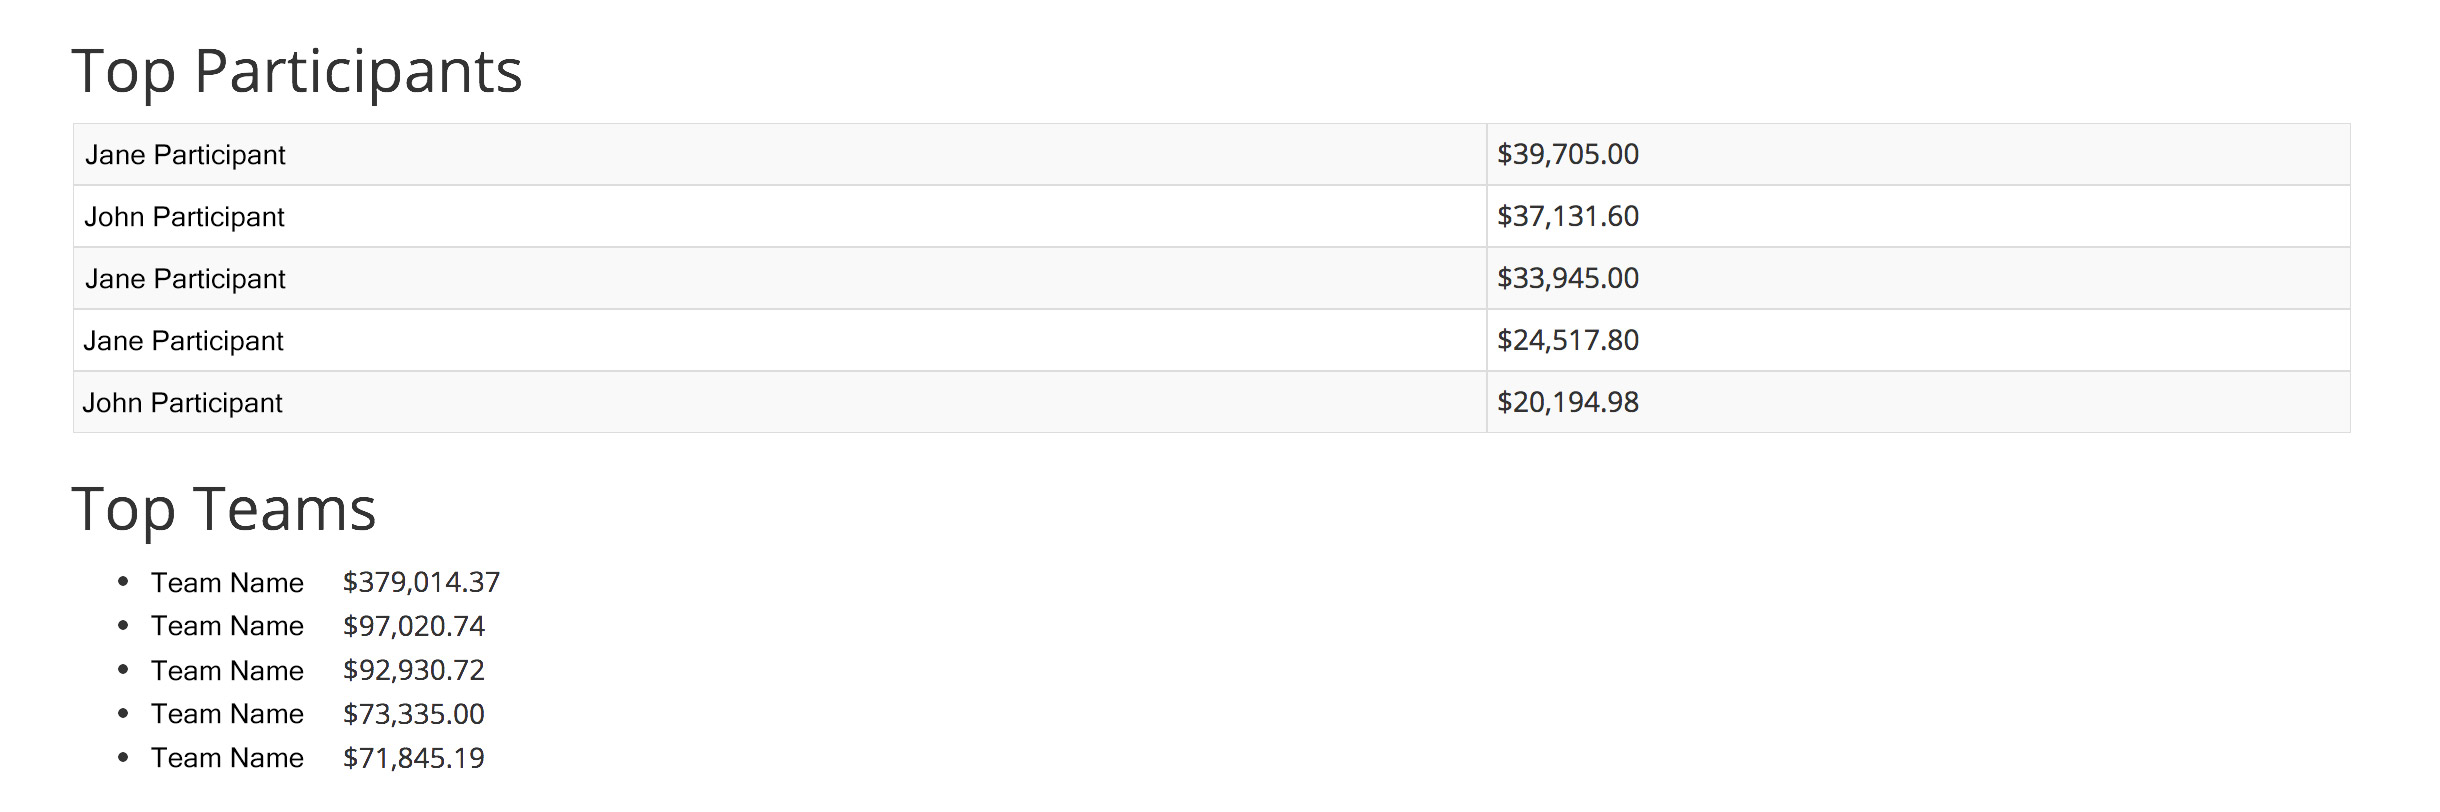 Top Participants
Jane Participant $39,705.00
John Participant $37,131.60
Jane Participant $33,945.00
Jane Participant $24,517.80
John Participant $20,194.98
Top Teams
• Team Name $379,014.37
• Team Name $97,020.74
• Team Name $92,930.72
• Team Name $73,335.00
• Team Name $71,845.19